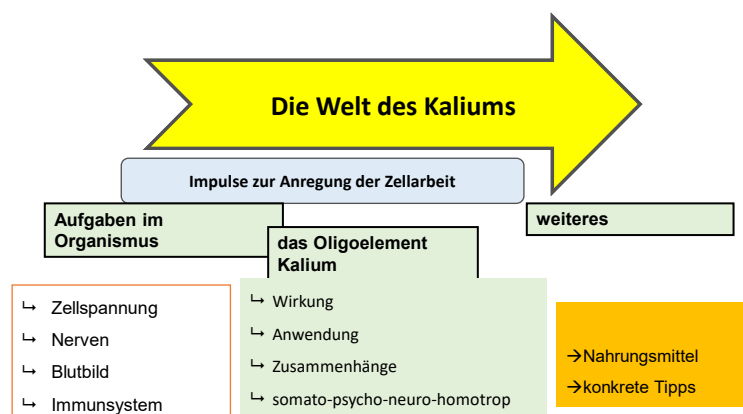 Die Welt des Kaliums
Impulse zur Anregung der Zellarbeit
Aufgaben im
Organismus
das Oligoelement
Kalium
weiteres
↳ Zellspannung
↳ Nerven
↳ Blutbild
↳ Immunsystem
↳ Wirkung
↳ Anwendung
↳ Zusammenhänge
↳ somato-psycho-neuro-homotrop
→Nahrungsmittel
→konkrete Tipps